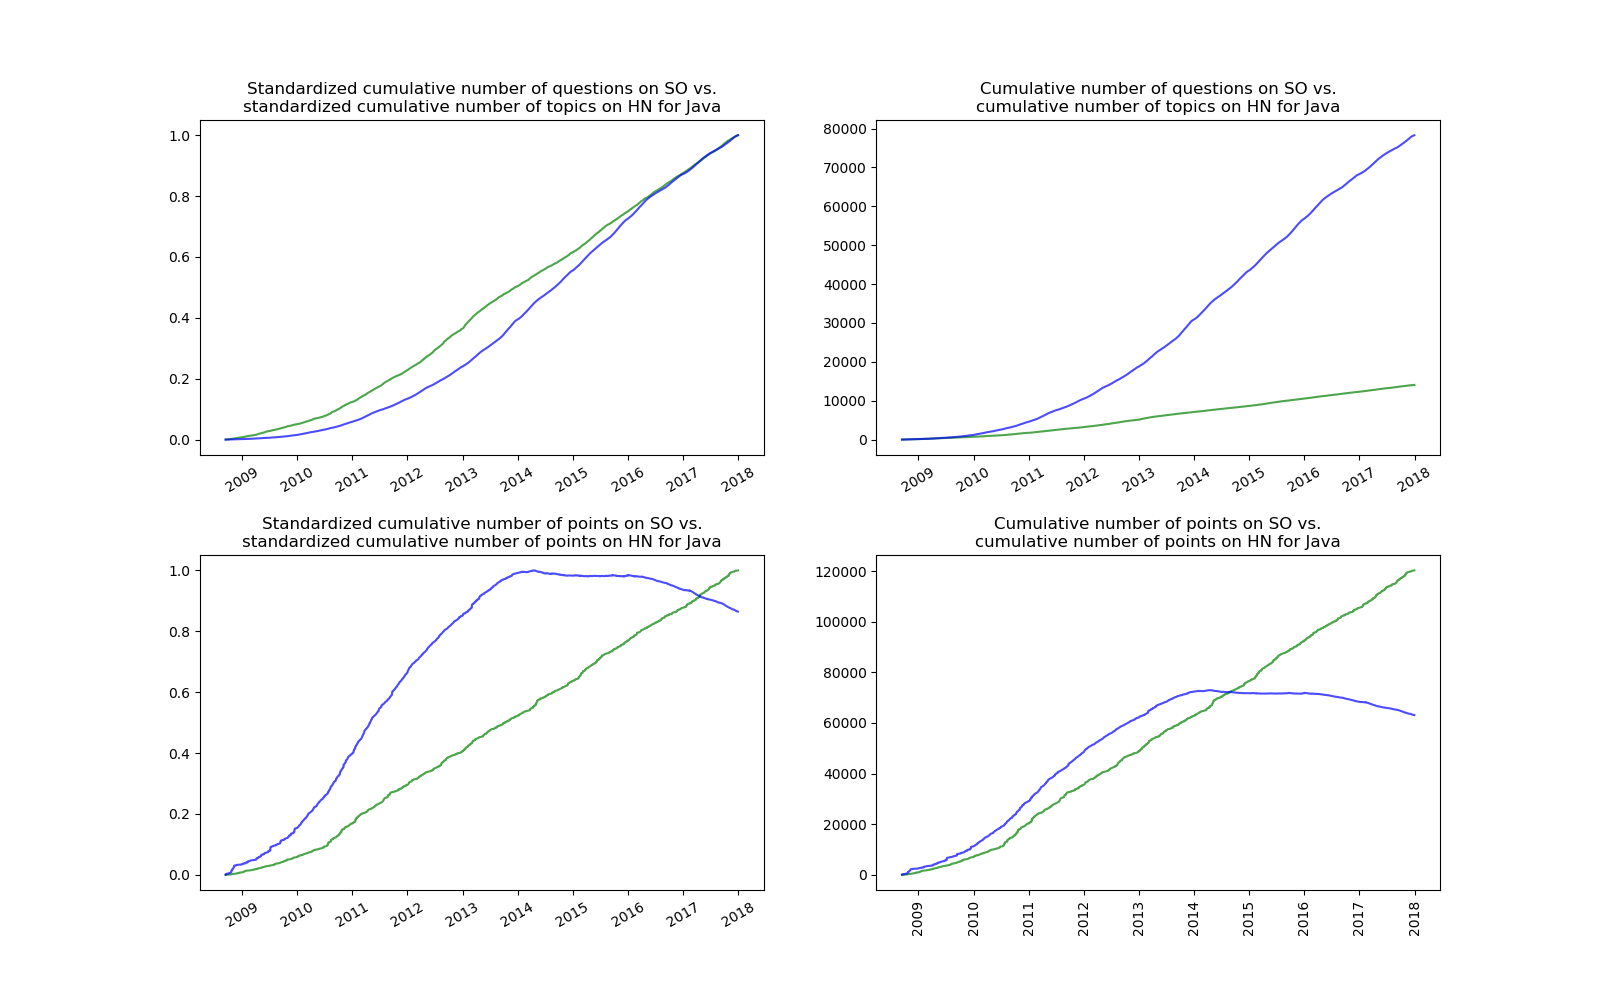 Standardized cumulative number of questions on SO vs.
standardized cumulative number of topics on HN for Java
1.0
0.8
0.6
0.4
0.2
0.0
2009 2010 2011 2012 2013 2014 2015 2016 2017 2018
Cumulative number of questions on SO vs.
cumulative number of topics on HN for Java
80000
70000
60000
50000
40000
30000
20000
10000
0
2009 2010 2011 2012 2013 2014 2015 2016 2017 2018
Standardized cumulative number of points on SO vs.
standardized cumulative number of points on HN for Java
1.0
0.8
0.6
0.4
0.2
0.0
2009 2010 2011 2012 2013 2014 2015 2016 2017 2018
Cumulative number of points on SO vs.
cumulative number of points on HN for Java
120000
100000
80000
60000
40000
20000
0
2009 2010 2011 2012 2013 2014 2015 2016 2017 2018